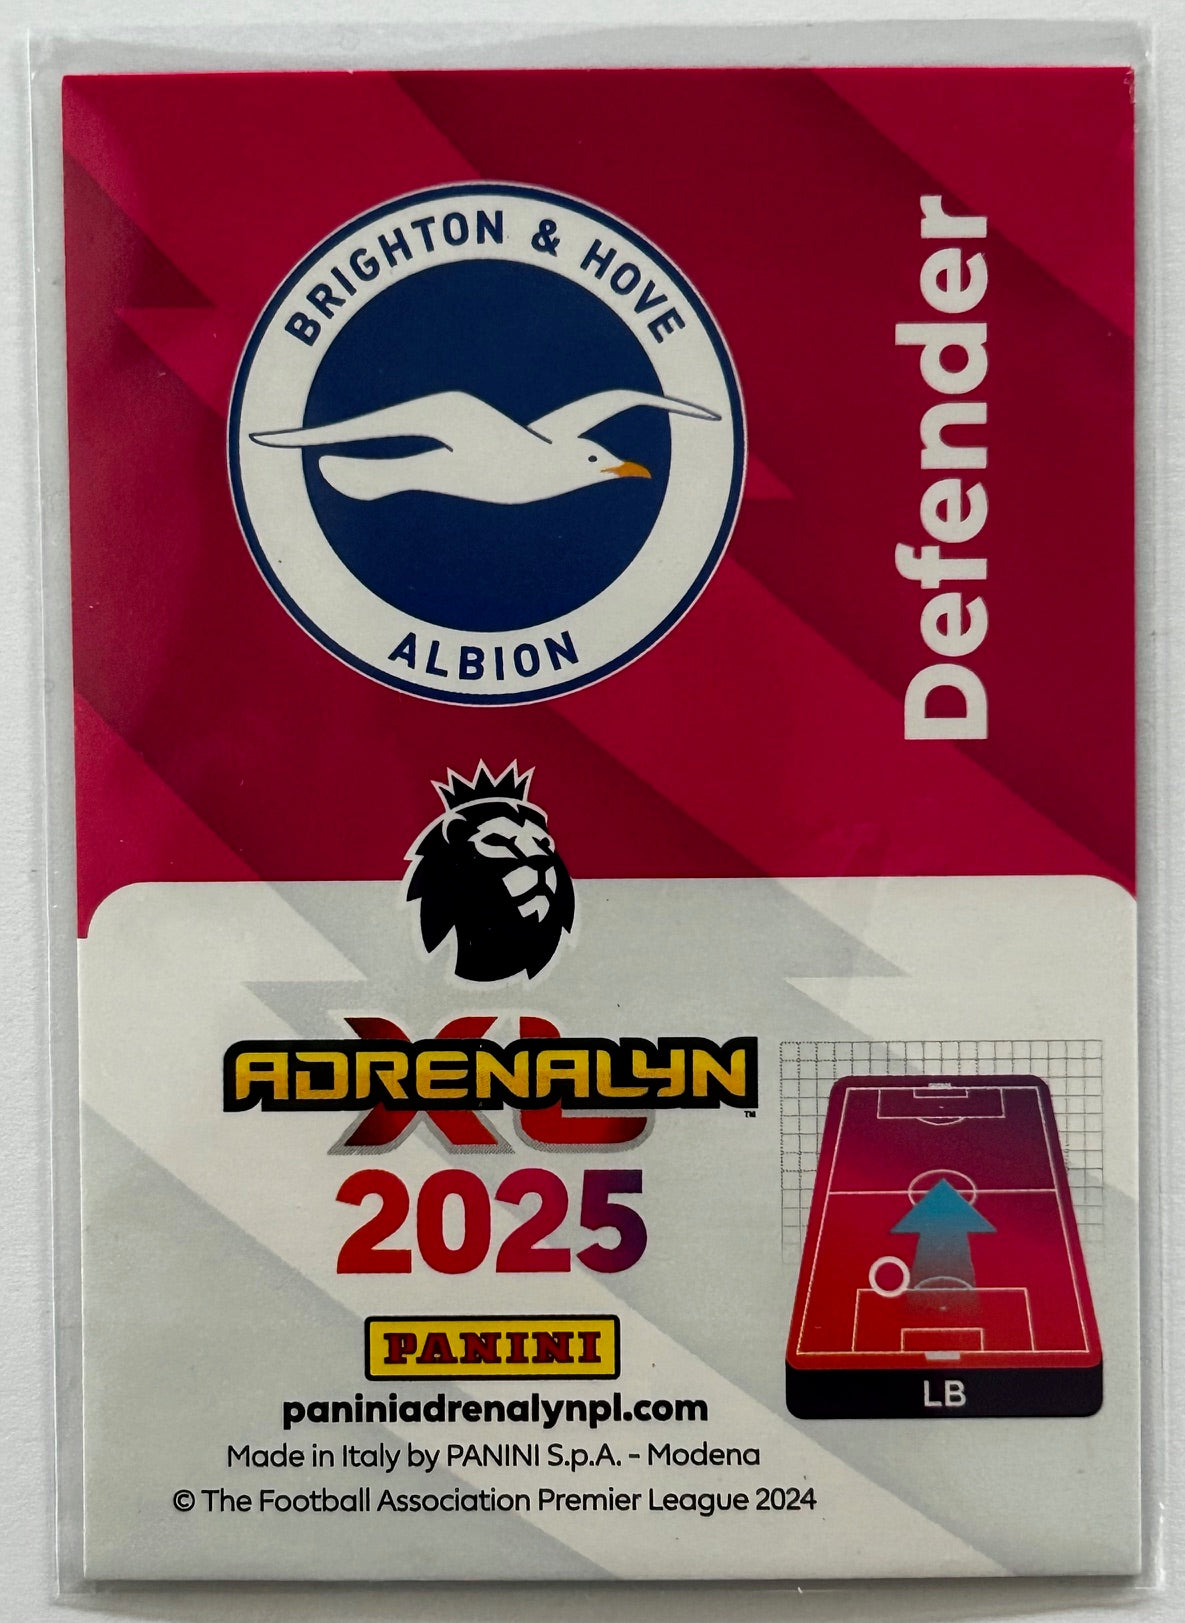 BRIGHTON & HOVE
ALBION
Defender
XL
ADRENALYN™
2025
PANINI
paniniadrenalynpl.com
Made in Italy by PANINI S.p.A. - Modena
© The Football Association Premier League 2024
LB